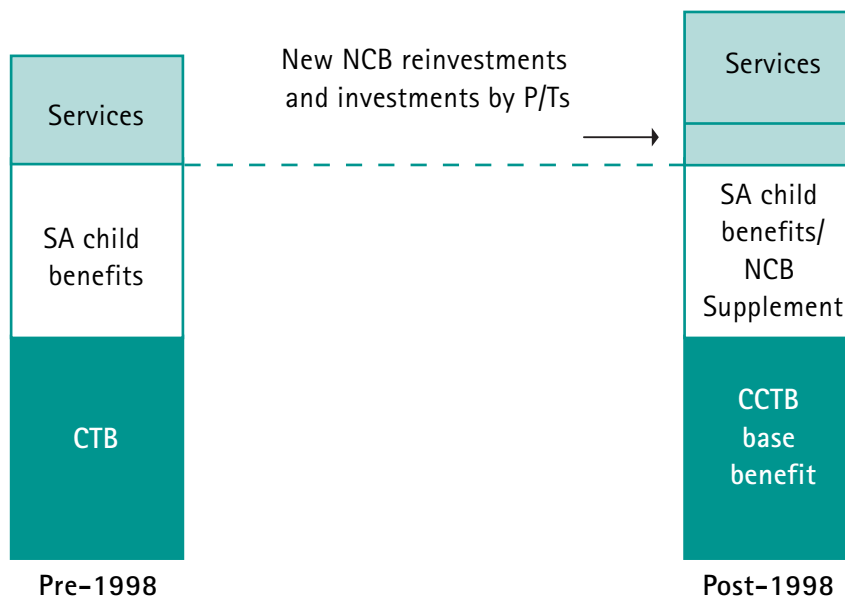 New NCB reinvestments
and investments by P/Ts
Services
SA child
benefits
CTB
Pre-1998
Services
SA child
benefits/
NCB
Supplement
CCTB
base
benefit
Post-1998